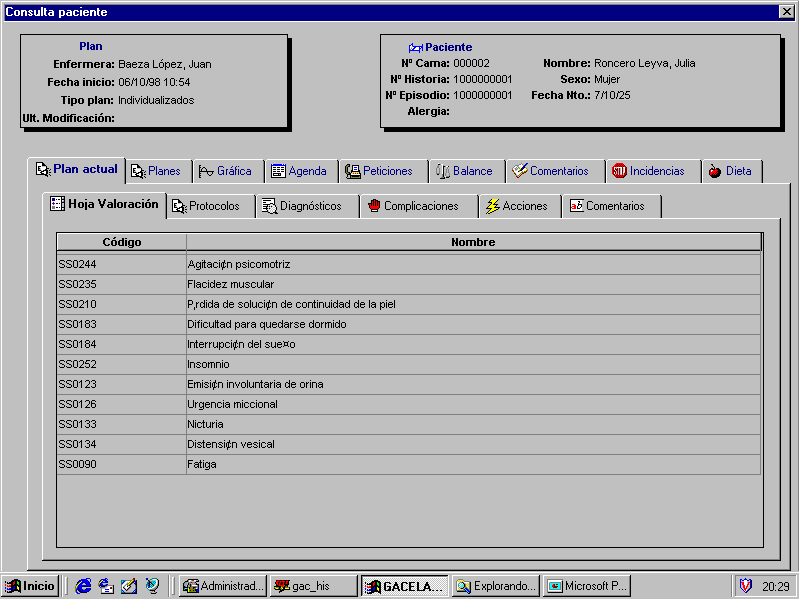 Consulta paciente
Plan
Enfermera: Baeza López, Juan
Fecha inicio: 06/10/98 10:54
Tipo plan: Individualizados
Ult. Modificación:
Paciente
Nº Cama: 000002 Nombre: Roncero Leyva, Julia
Nº Historia: 1000000001 Sexo: Mujer
Nº Episodio: 1000000001 Fecha Nto.: 7/10/25
Alergia:
Plan actual Planes Gráfica Agenda Peticiones Balance Comentarios Incidencias Dieta
Hoja Valoración Protocolos Diagnósticos Complicaciones Acciones Comentarios
Código Nombre
SS0244 Agitaci¢n psicomotriz
SS0235 Flacidez muscular
SS0210 P‚rdida de soluci¢n de continuidad de la piel
SS0183 Dificultad para quedarse dormido
SS0184 Interrupci¢n del sue¤o
SS0252 Insomnio
SS0123 Emisi¢n involuntaria de orina
SS0126 Urgencia miccional
SS0133 Nicturia
SS0134 Distensi¢n vesical
SS0090 Fatiga
Inicio Administrad... gac_his GACELA... Explorando... Microsoft P... 20:29